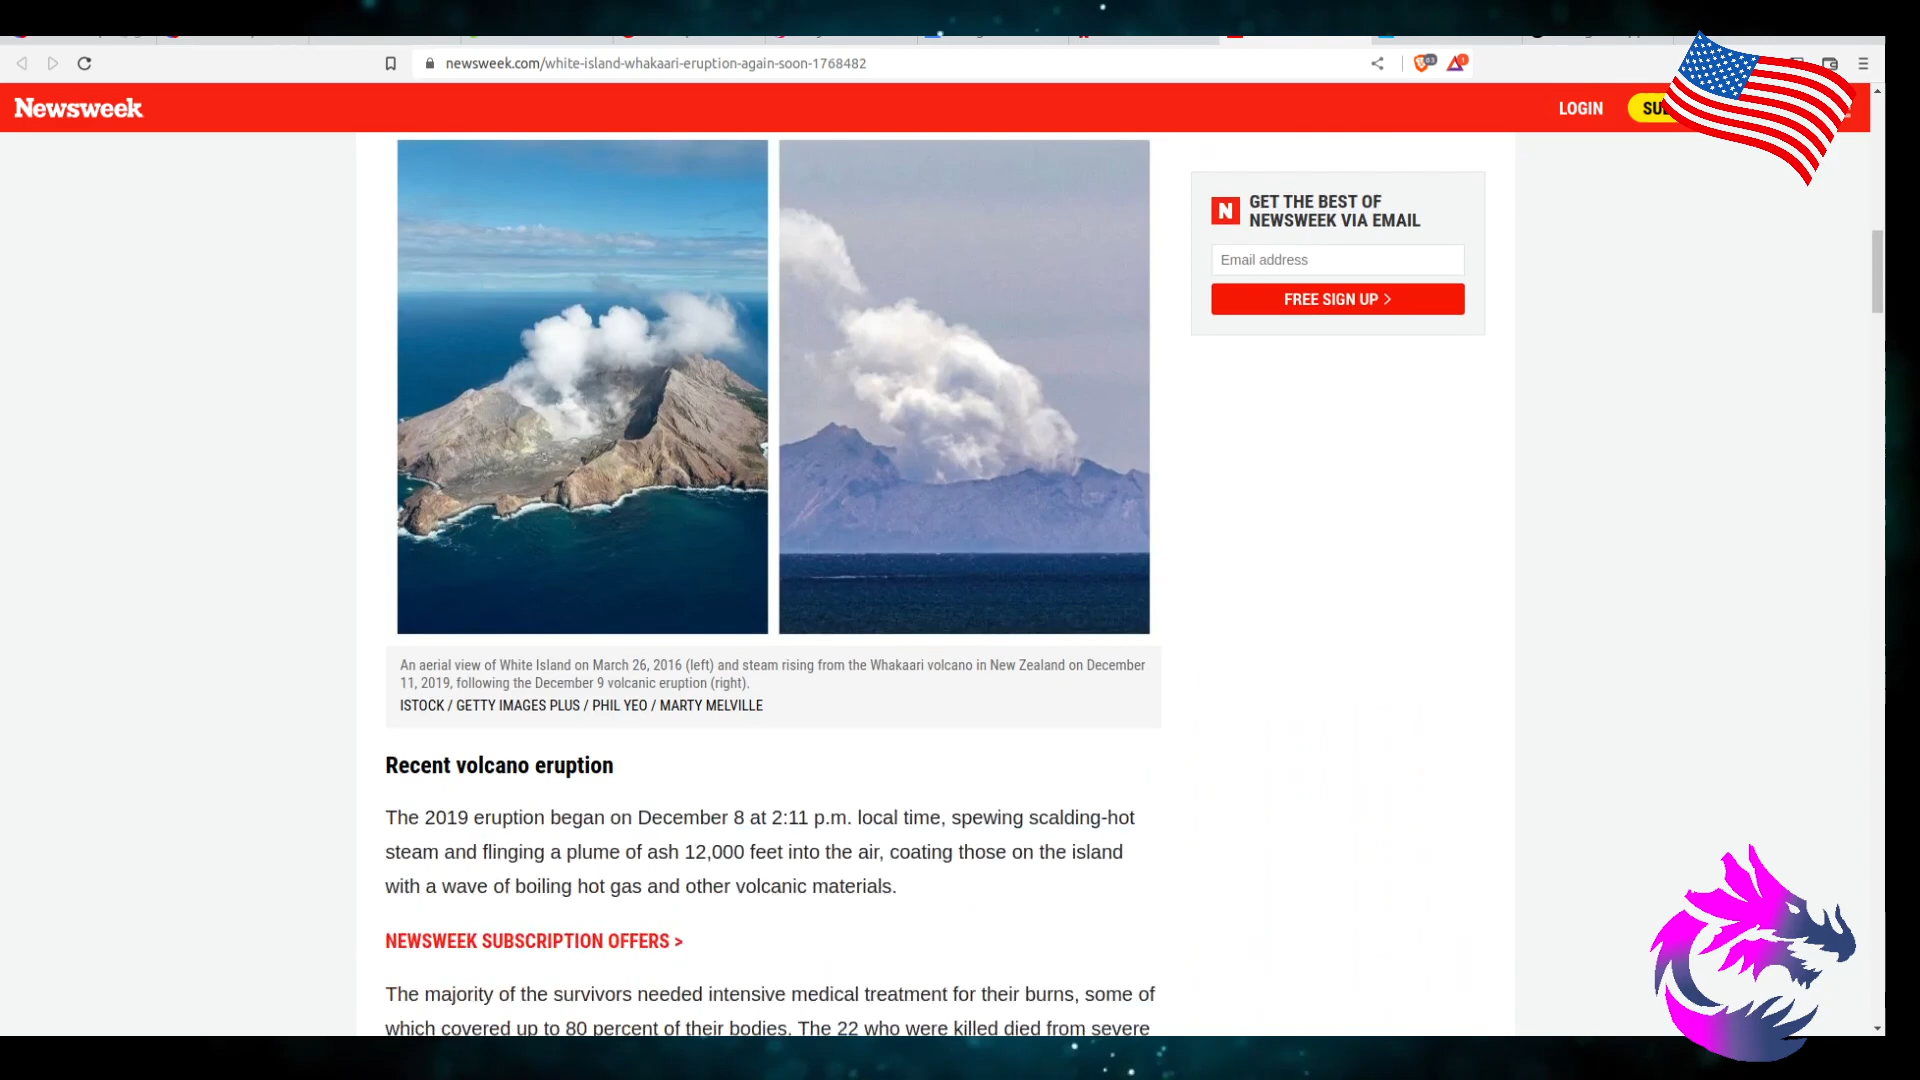 newsweek.com/white-island-whakaari-eruption-again-soon-1768482
Newsweek
LOGIN
GET THE BEST OF
NEWSWEEK VIA EMAIL
N
Email address
FREE SIGN UP >
An aerial view of White Island on March 26, 2016 (left) and steam rising from the Whakaari volcano in New Zealand on December
11, 2019, following the December 9 volcanic eruption (right).
ISTOCK / GETTY IMAGES PLUS / PHIL YEO / MARTY MELVILLE
Recent volcano eruption
The 2019 eruption began on December 8 at 2:11 p.m. local time, spewing scalding-hot
steam and flinging a plume of ash 12,000 feet into the air, coating those on the island
with a wave of boiling hot gas and other volcanic materials.
NEWSWEEK SUBSCRIPTION OFFERS >
The majority of the survivors needed intensive medical treatment for their burns, some of
which covered up to 80 percent of their bodies. The 22 who were killed died from severe